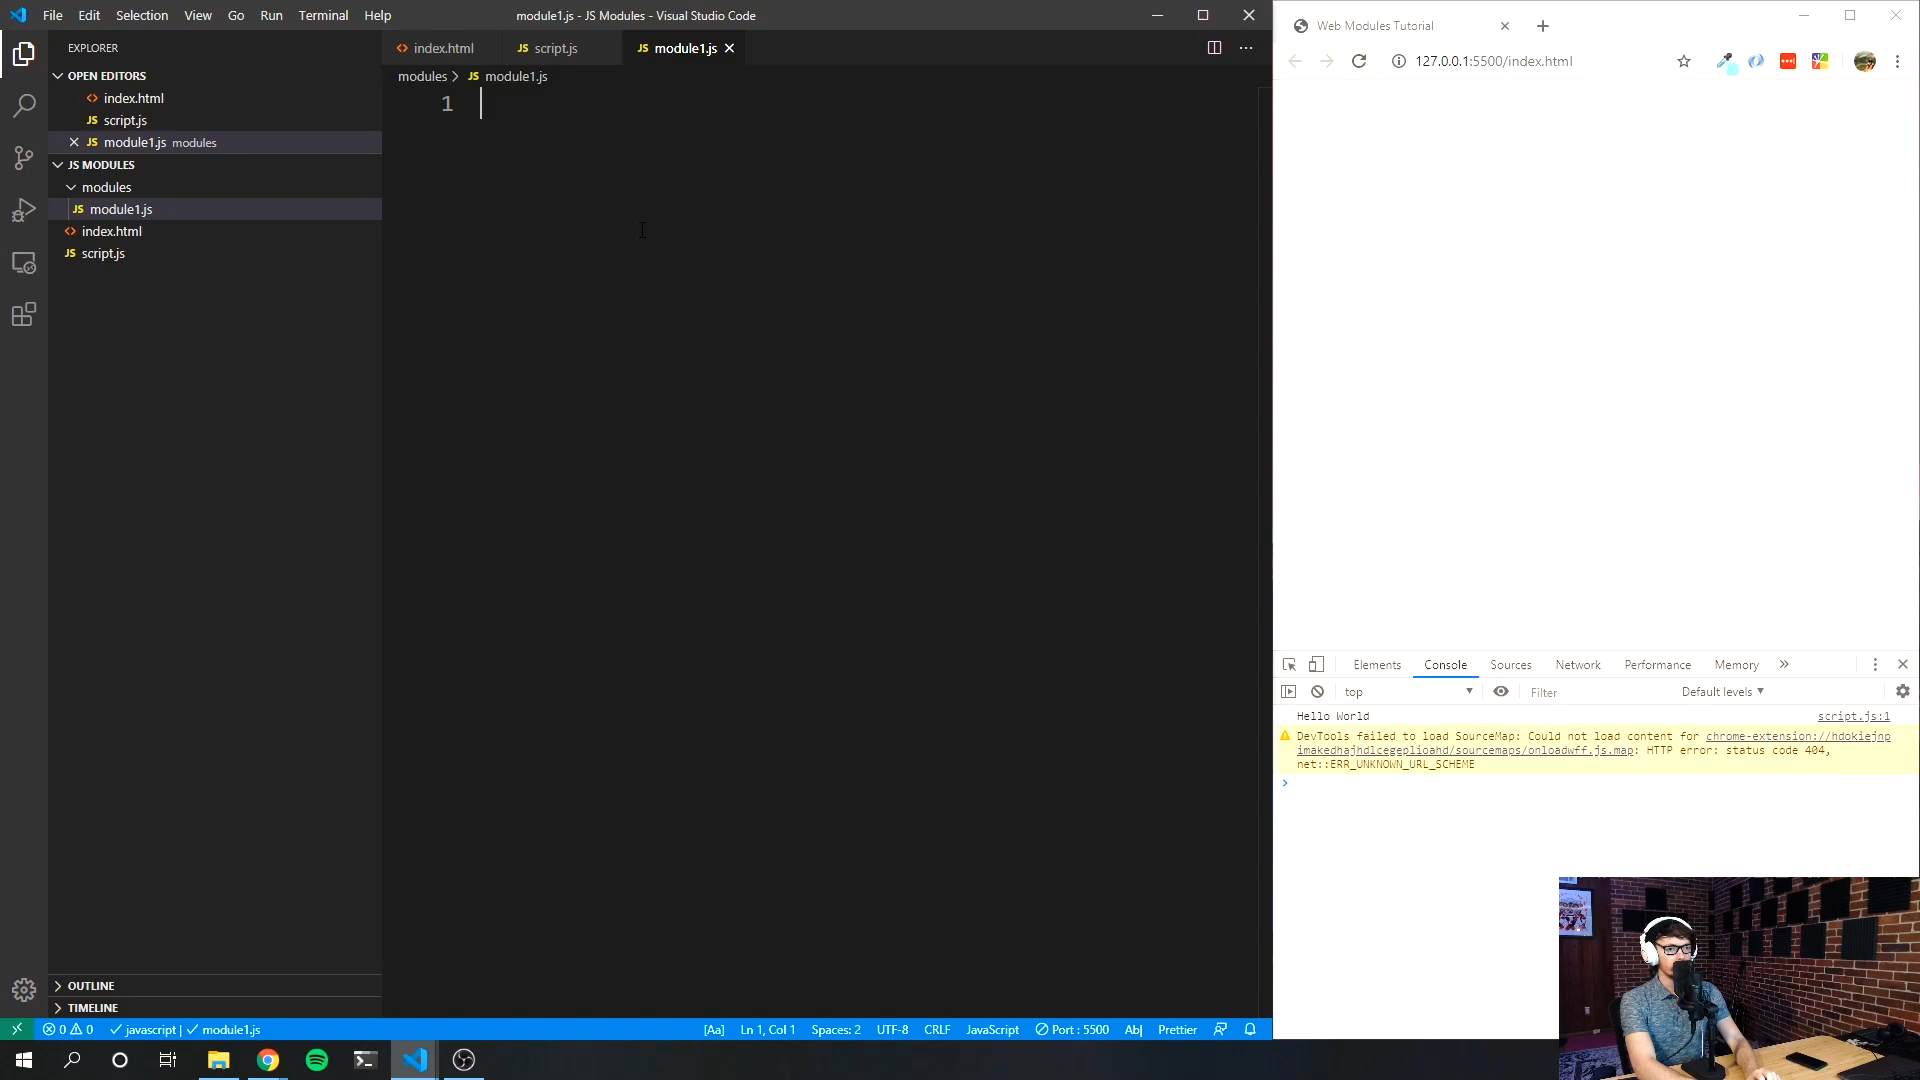 File Edit Selection View Go Run Terminal Help
module1.js - JS Modules - Visual Studio Code
EXPLORER
OPEN EDITORS
index.html
script.js
module1.js modules
JS MODULES
modules
module1.js
index.html
script.js
OUTLINE
TIMELINE
index.html
script.js
module1.js
modules
module1.js
1
0 0
javascript | module1.js
[Aa]
Ln 1, Col 1
Spaces: 2
UTF-8
CRLF
JavaScript
Port : 5500
Ab|
Prettier
Web Modules Tutorial
127.0.0.1:5500/index.html
Elements Console Sources Network Performance Memory
top
Filter
Default levels
Hello World script.js:1
DevTools failed to load SourceMap: Could not load content for chrome-extension://hdokiejnp
imakedhajhdlcegeplioahd/sourcemaps/onloadwff.js.map: HTTP error: status code 404,
net::ERR_UNKNOWN_URL_SCHEME